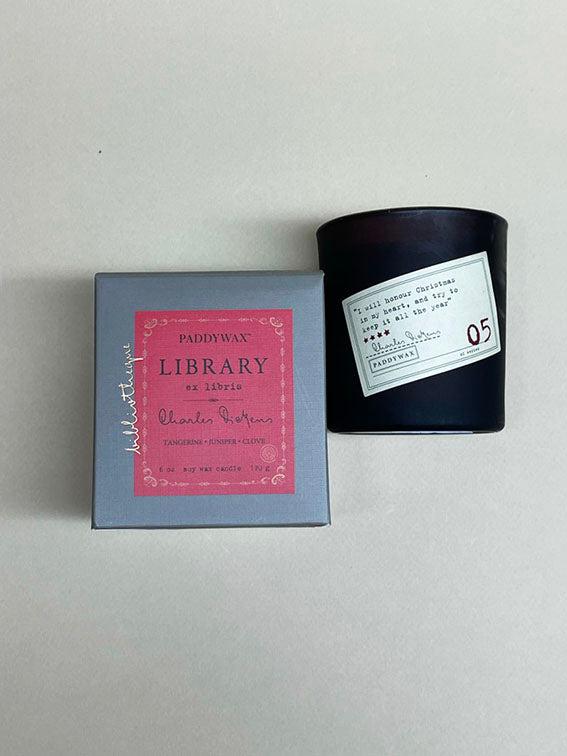 bibliothèque
PADDYWAX™
LIBRARY
ex libris
Charles Dickens
TANGERINE • JUNIPER • CLOVE
6 oz soy wax candle 170 g
"I will honour Christmas
in my heart, and try to
keep it all the year"
Charles Dickens
PADDYWAX
05